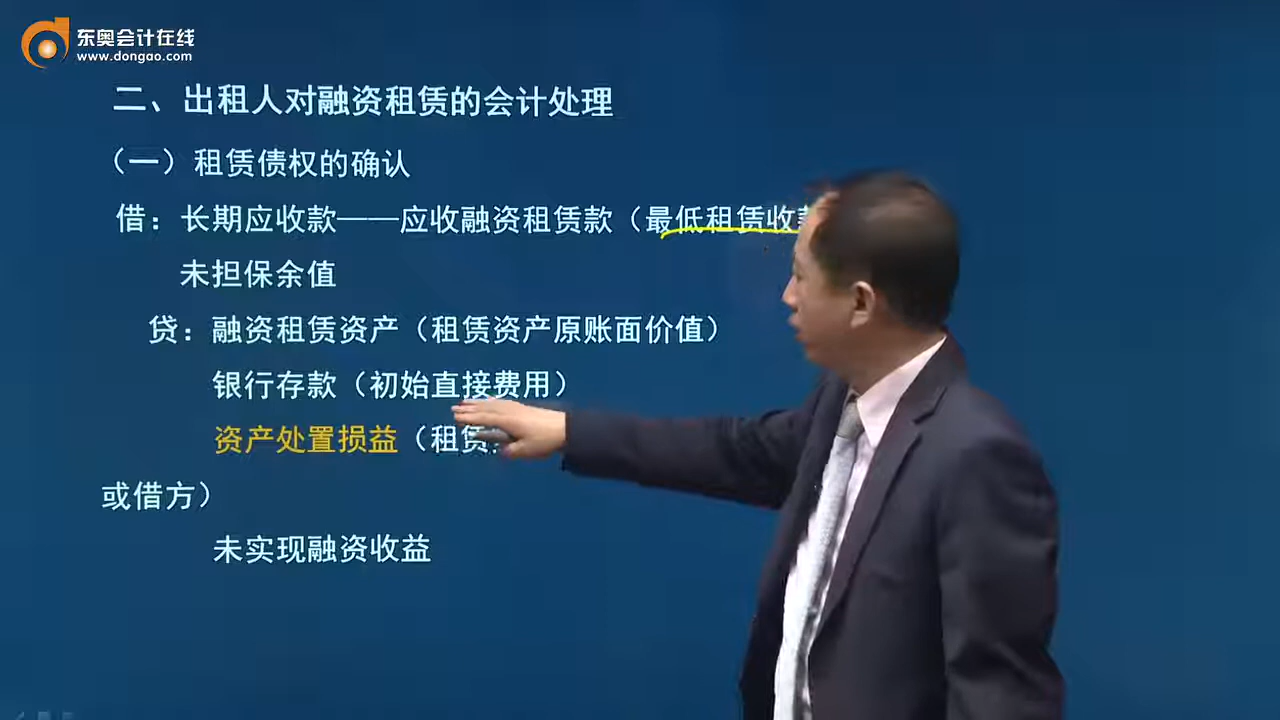 东奥会计在线
www.dongao.com
二、出租人对融资租赁的会计处理
（一）租赁债权的确认
借：长期应收款——应收融资租赁款（最低租赁收
未担保余值
贷：融资租赁资产（租赁资产原账面价值）
银行存款（初始直接费用）
资产处置损益（租赁
或借方）
未实现融资收益